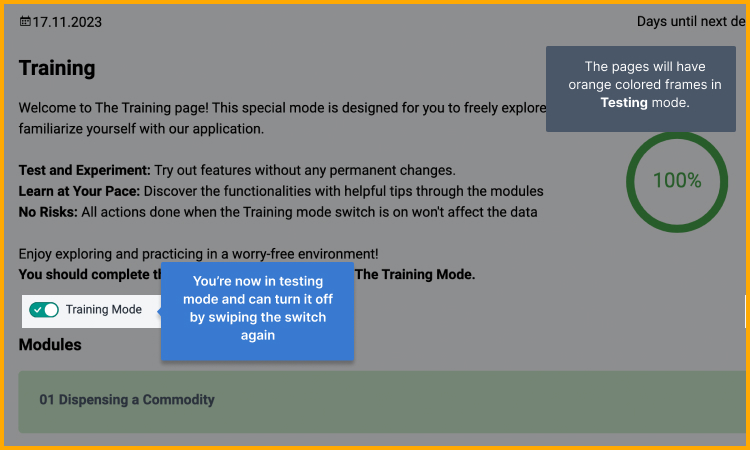 17.11.2023
Days until next de
Training
The pages will have
orange colored frames in
Testing mode.
Welcome to The Training page! This special mode is designed for you to freely explore
familiarize yourself with our application.
100%
Test and Experiment: Try out features without any permanent changes.
Learn at Your Pace: Discover the functionalities with helpful tips through the modules
No Risks: All actions done when the Training mode switch is on won't affect the data
Enjoy exploring and practicing in a worry-free environment!
You should complete th The Training Mode.
You're now in testing
mode and can turn it off
by swiping the switch
again
Training Mode
Modules
01 Dispensing a Commodity